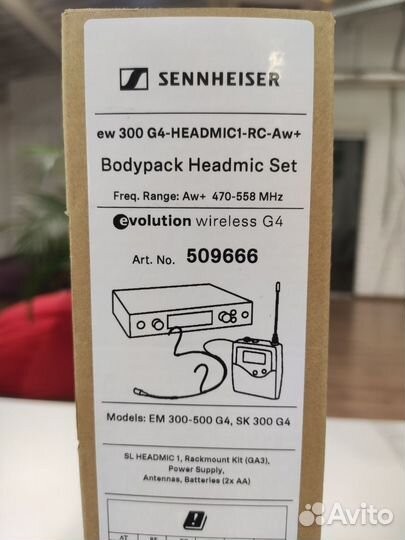 SENNHEISER
ew 300 G4-HEADMIC1-RC-Aw+
Bodypack Headmic Set
Freq. Range: Aw+ 470-558 MHz
evolution wireless G4
Art. No. 509666
Models: EM 300-500 G4, SK 300 G4
SL HEADMIC 1, Rackmount Kit (GA3),
Power Supply,
Antennas, Batteries (2x AA)
Avito